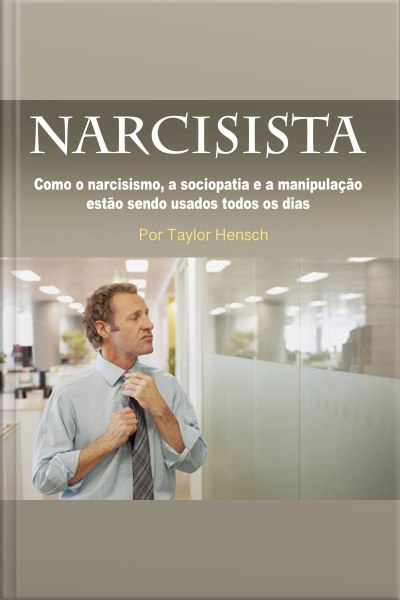 NARCISISTA
Como o narcisismo, a sociopatia e a manipulação
estão sendo usados todos os dias
Por Taylor Hensch